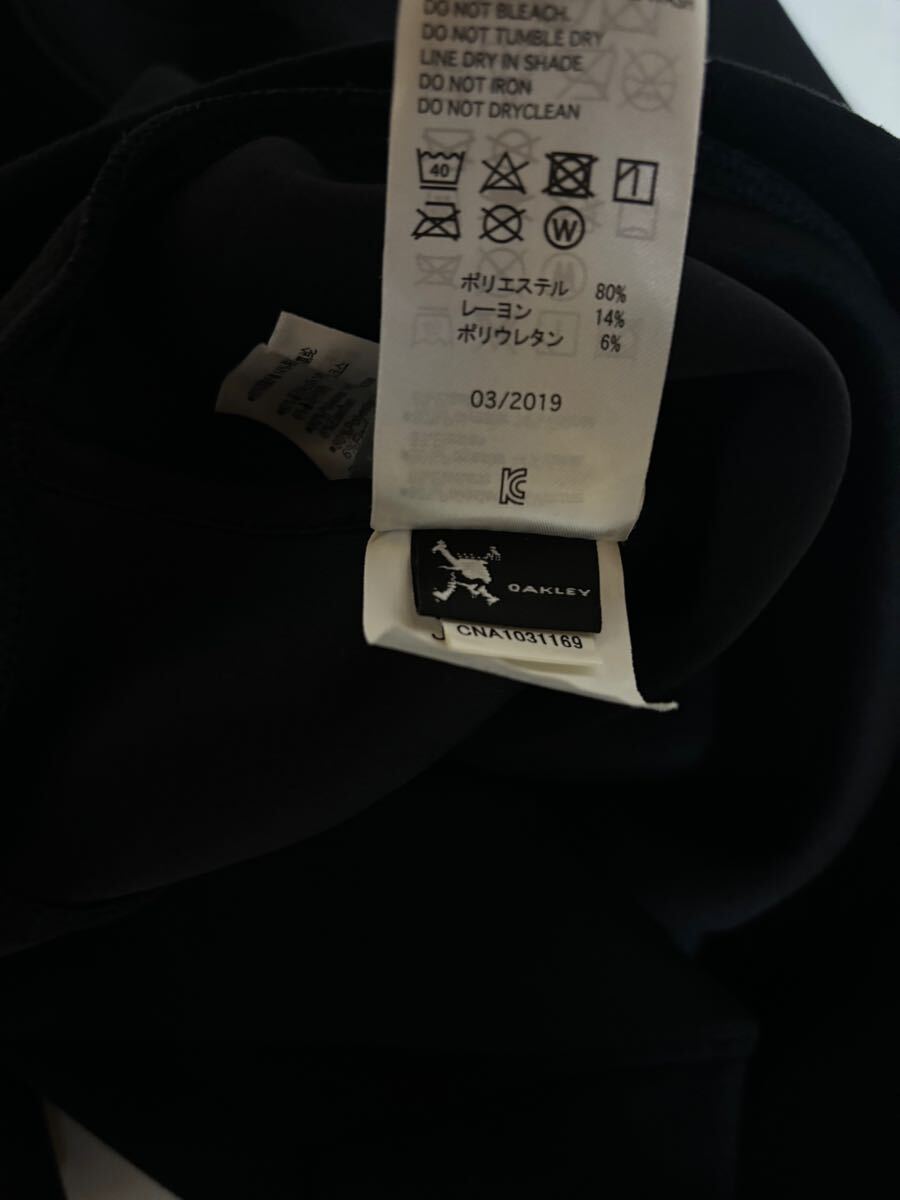 DO NOT BLEACH.
DO NOT TUMBLE DRY
LINE DRY IN SHADE
DO NOT IRON
DO NOT DRYCLEAN
40
W
ポリエステル 80%
レーヨン 14%
ポリウレタン 6%
03/2019
OAKLEY
CNA1031169